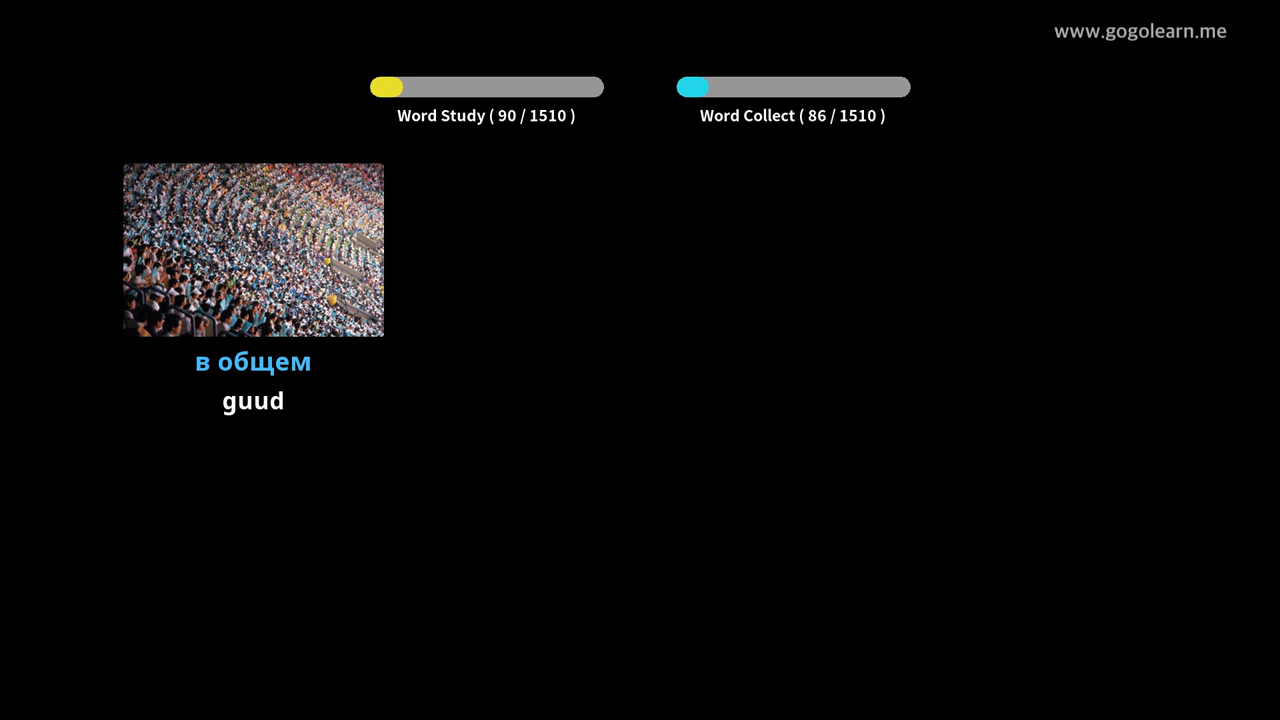 www.gogolearn.me
Word Study ( 90 / 1510 )
Word Collect ( 86 / 1510 )
в общем
guud